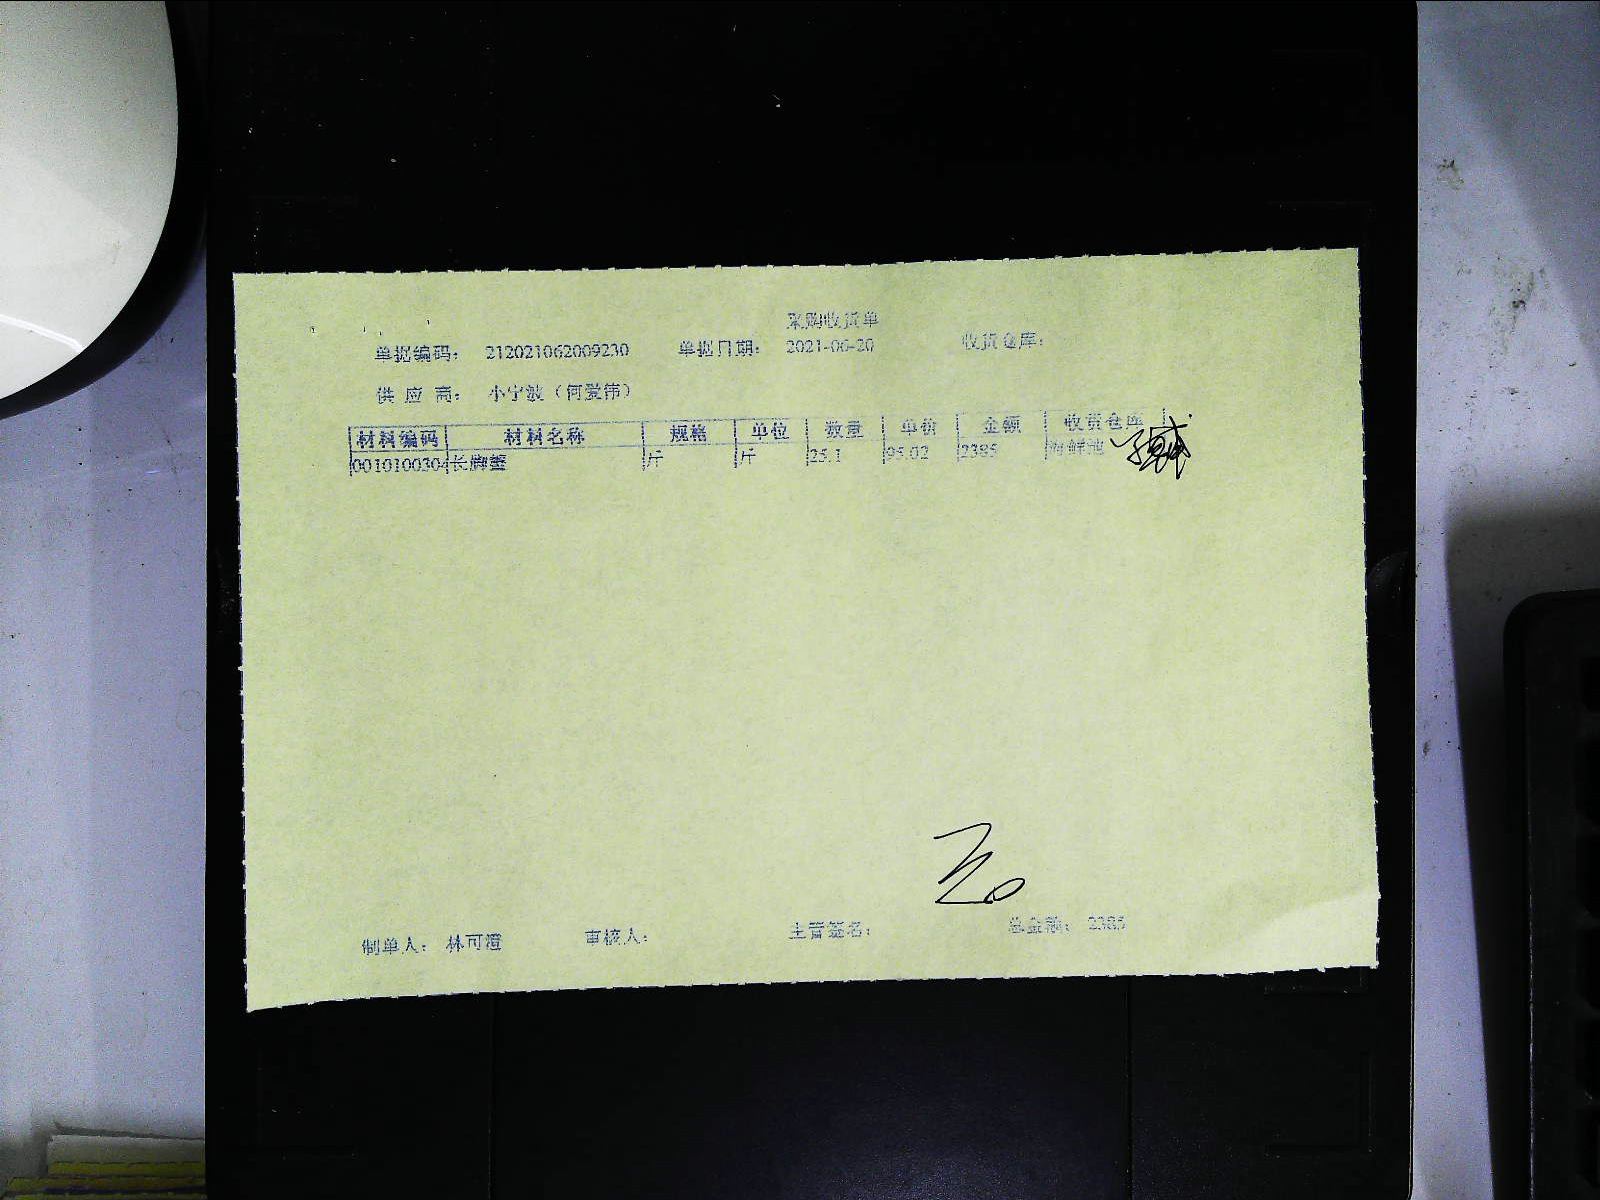 采购收货单
单据编码： 212021062009230 单据日期： 2021-06-20 收货仓库：
供应商： 小宁波（何爱伟）
材料编码 材料名称 规格 单位 数量 单价 金额 收货仓库
0010100304 长脚蟹 斤 斤 25.1 95.02 2385 海鲜池
制单人： 林可澄 审核人： 主管签名： 总金额： 2385